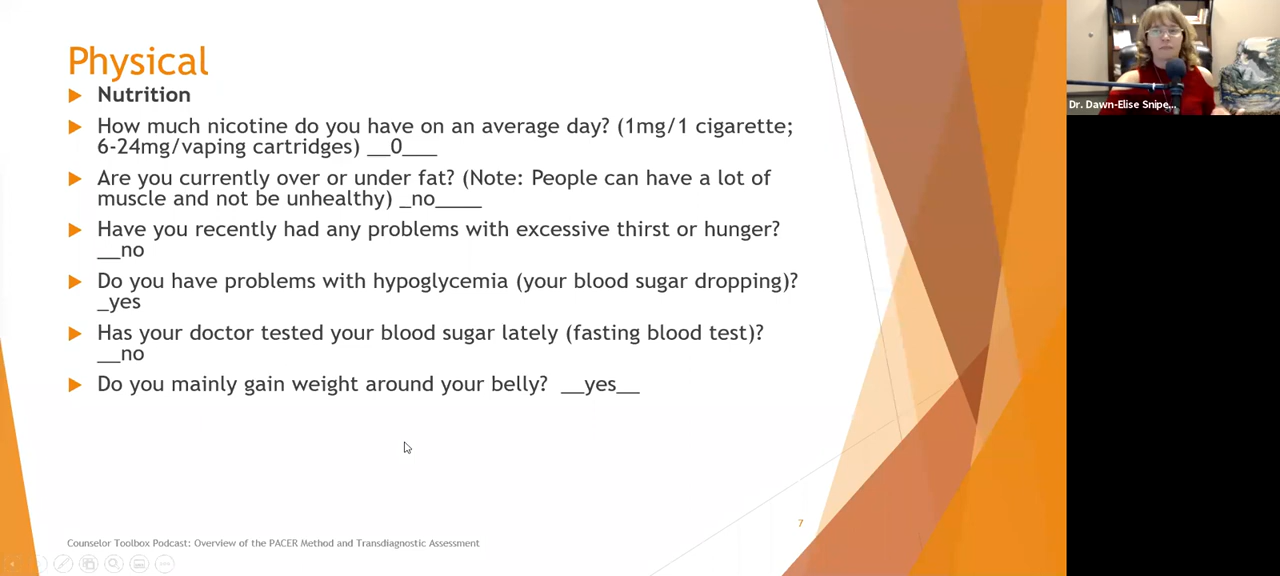 Physical
Nutrition
How much nicotine do you have on an average day? (1mg/1 cigarette;
6-24mg/vaping cartridges) __0___
Are you currently over or under fat? (Note: People can have a lot of
muscle and not be unhealthy) _no____
Have you recently had any problems with excessive thirst or hunger?
__no
Do you have problems with hypoglycemia (your blood sugar dropping)?
_yes
Has your doctor tested your blood sugar lately (fasting blood test)?
__no
Do you mainly gain weight around your belly? __yes__
7
Counselor Toolbox Podcast: Overview of the PACER Method and Transdiagnostic Assessment
Dr. Dawn-Elise Snipe...